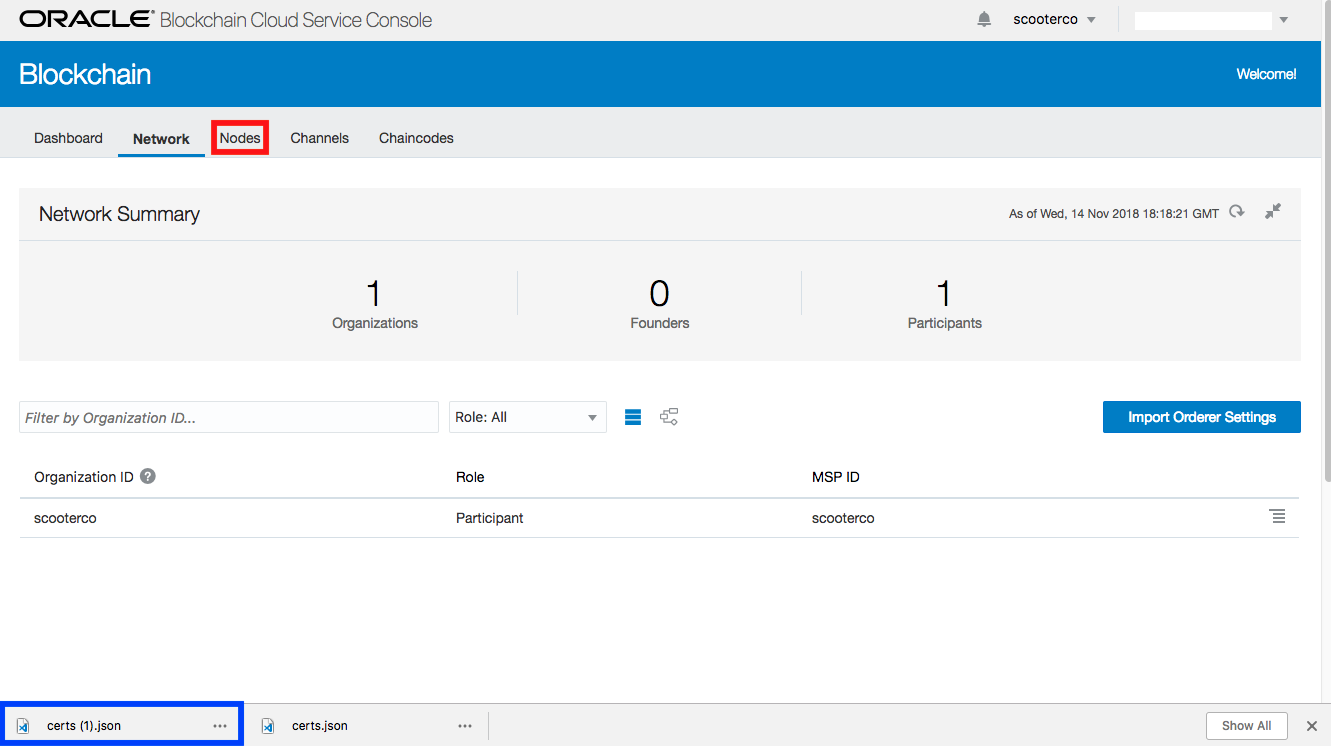 ORACLE® Blockchain Cloud Service Console
scooterco
Blockchain
Welcome!
Dashboard Network Nodes Channels Chaincodes
Network Summary
As of Wed, 14 Nov 2018 18:18:21 GMT
1 0 1
Organizations Founders Participants
Filter by Organization ID...
Role: All
Import Orderer Settings
Organization ID ? Role MSP ID
scooterco Participant scooterco
certs (1).json ... certs.json ... Show All